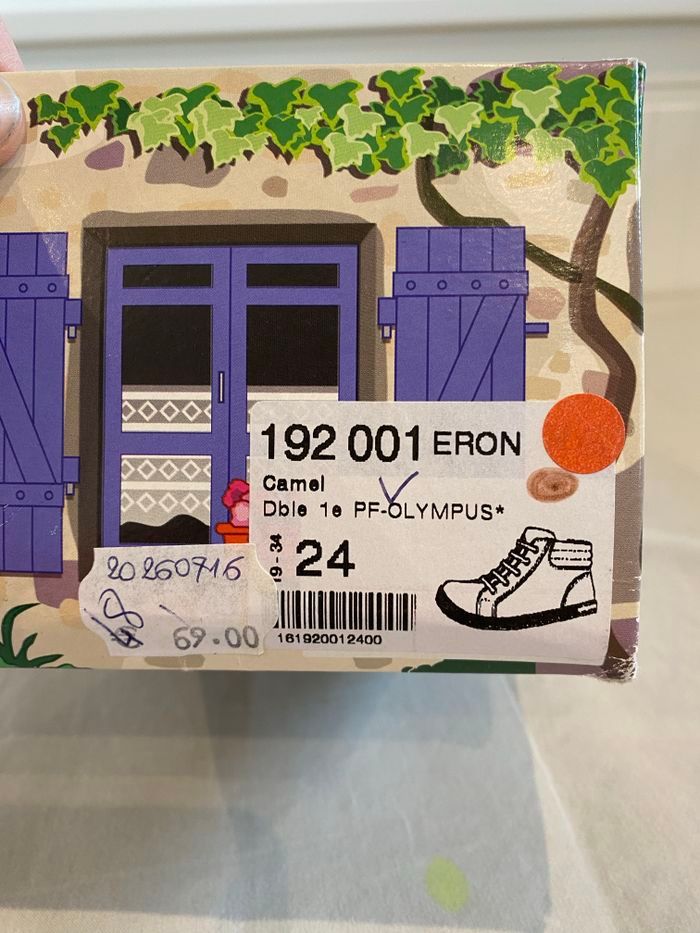 192 001 ERON
Camel
Dble 1e PF-OLYMPUS*
19-34 24
161920012400
20260716
69.00